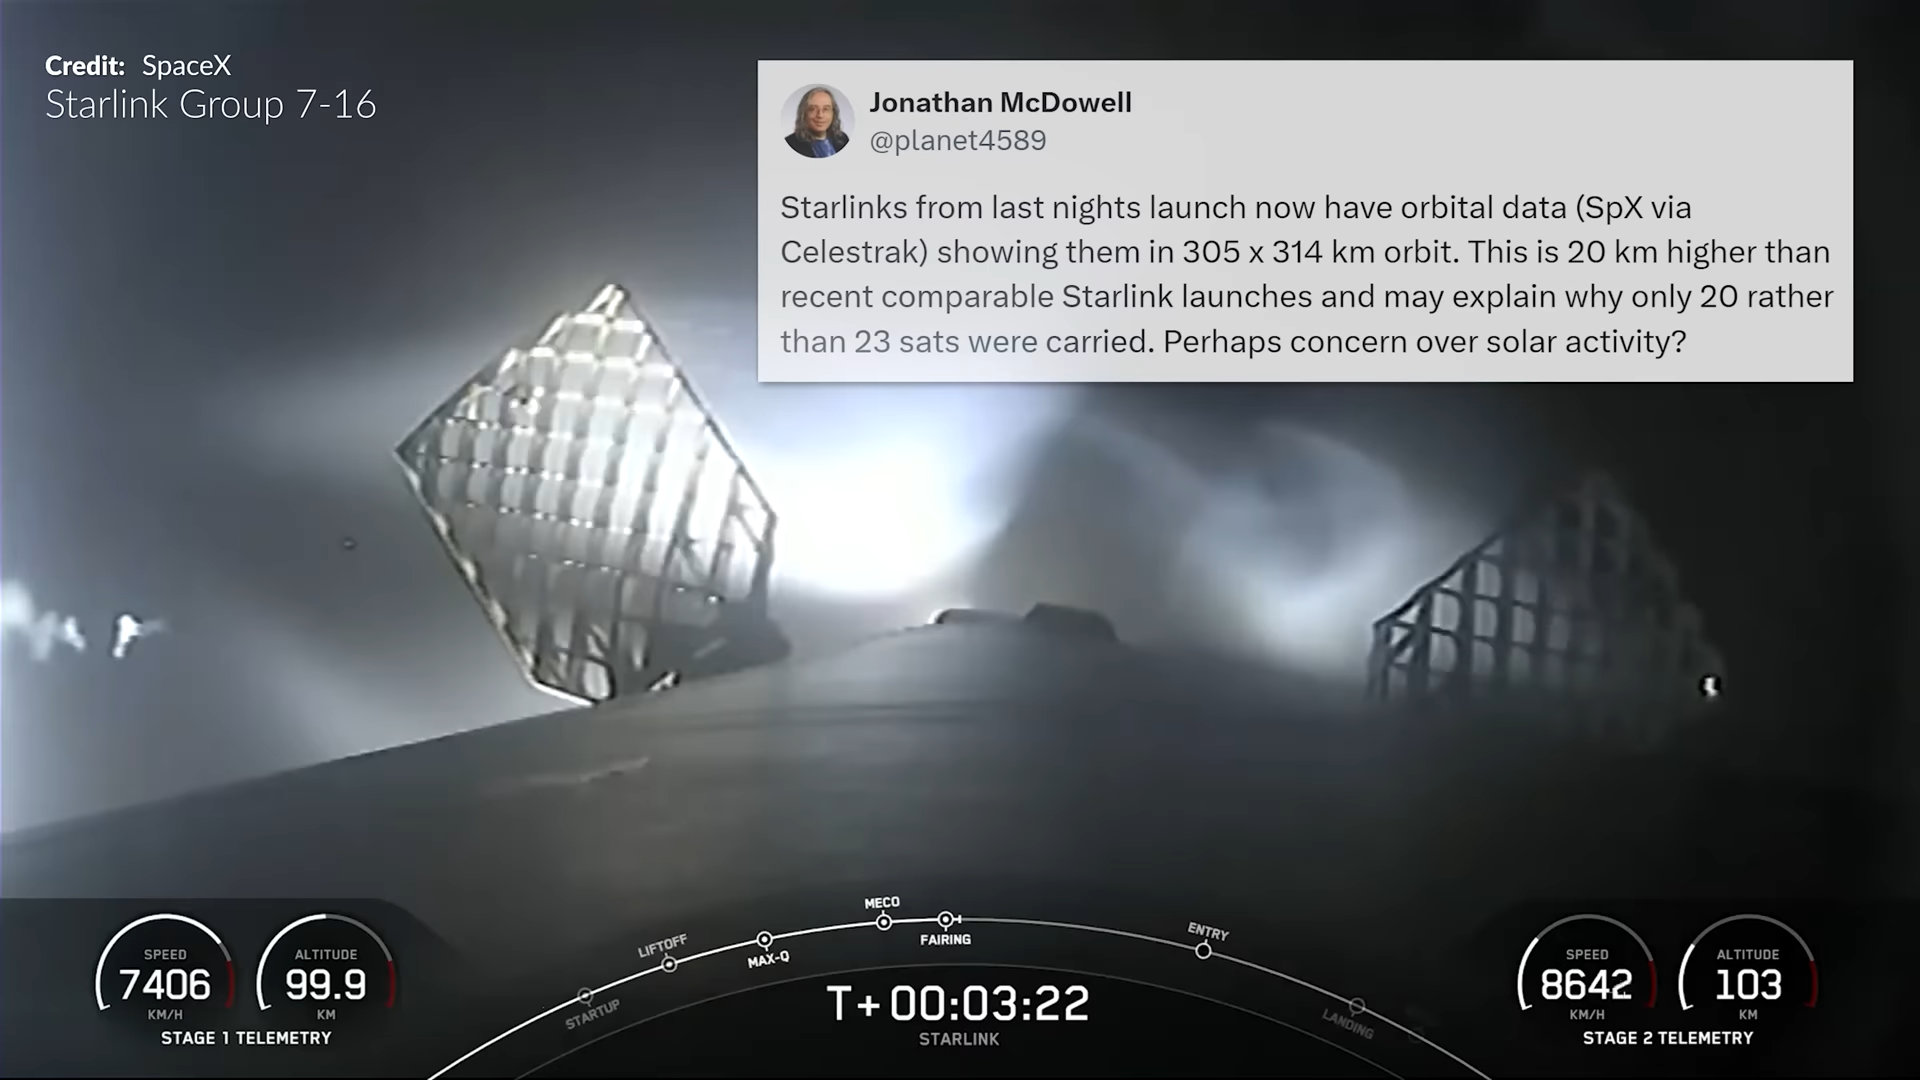 Credit: SpaceX
Starlink Group 7-16
Jonathan McDowell
@planet4589
Starlinks from last nights launch now have orbital data (SpX via
Celestrak) showing them in 305 x 314 km orbit. This is 20 km higher than
recent comparable Starlink launches and may explain why only 20 rather
than 23 sats were carried. Perhaps concern over solar activity?
SPEED
7406
KM/H
ALTITUDE
99.9
KM
STAGE 1 TELEMETRY
STARTUP
LIFTOFF
MAX-Q
MECO
FAIRING
ENTRY
LANDING
T+00:03:22
STARLINK
SPEED
8642
KM/H
ALTITUDE
103
KM
STAGE 2 TELEMETRY